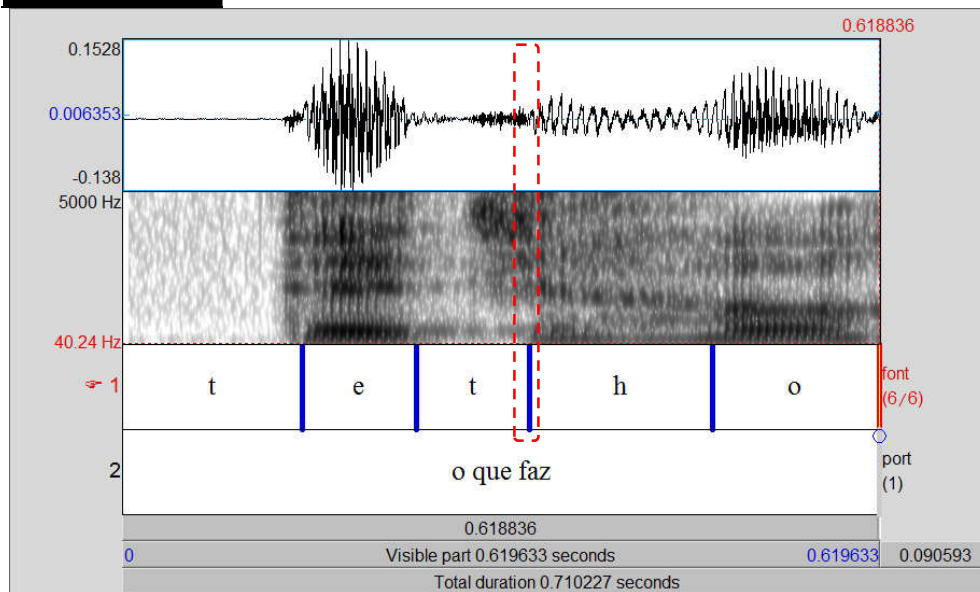 0.618836
0.1528
0.006353
-0.138
5000 Hz
40.24 Hz
☞ 1 t e t h o font (6/6)
2 o que faz port (1)
0.618836
0 Visible part 0.619633 seconds 0.619633 0.090593
Total duration 0.710227 seconds